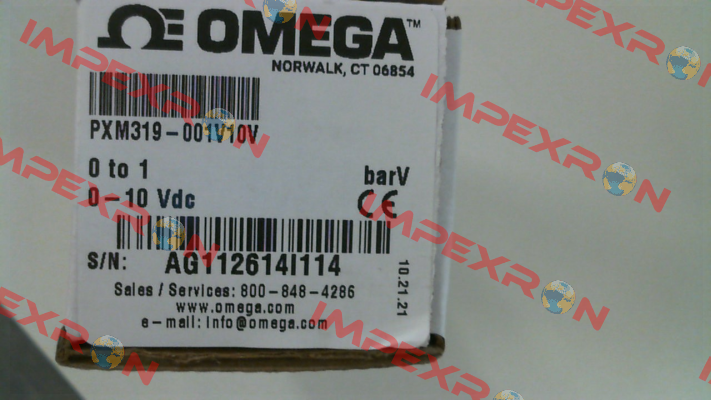 OMEGA™
NORWALK, CT 06854
PXM319-001V10V
0 to 1 barV
0-10 Vdc CE
S/N: AG112614I114
10.21.21
Sales / Services: 800-848-4286
www.omega.com
e-mail: info@omega.com
IMPEXRON
IMPEXRON
IMPEXRON
IMPEXRON
IMPEXRON
IMPEXRON